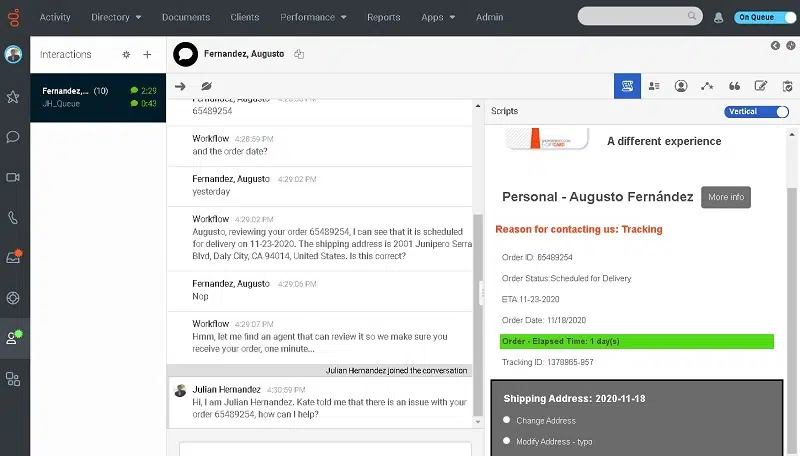 Activity
Directory
Documents
Clients
Performance
Reports
Apps
Admin
On Queue
Interactions
Fernandez,... (10)
2:29
JH_Queue
0:43
Fernandez, Augusto
Fernandez, Augusto
65489254
Workflow 4:28:59 PM
and the order date?
Fernandez, Augusto 4:29:02 PM
yesterday
Workflow 4:29:02 PM
Augusto, reviewing your order 65489254, I can see that it is scheduled
for delivery on 11-23-2020. The shipping address is 2001 Junipero Serra
Blvd, Daly City, CA 94014, United States. Is this correct?
Fernandez, Augusto 4:29:06 PM
Nop
Workflow 4:29:07 PM
Hmm, let me find an agent that can review it so we make sure you
receive your order, one minute...
Julian Hernandez joined the conversation
Julian Hernandez 4:30:59 PM
Hi, I am Julian Hernandez. Kate told me that there is an issue with your
order 65489254, how can I help?
Scripts
Vertical
A different experience
Personal - Augusto Fernández
More info
Reason for contacting us: Tracking
Order ID: 65489254
Order Status:Scheduled for Delivery
ETA:11-23-2020
Order Date: 11/18/2020
Order - Elapsed Time: 1 day(s)
Tracking ID: 1378965-857
Shipping Address: 2020-11-18
Change Address
Modify Address - typo